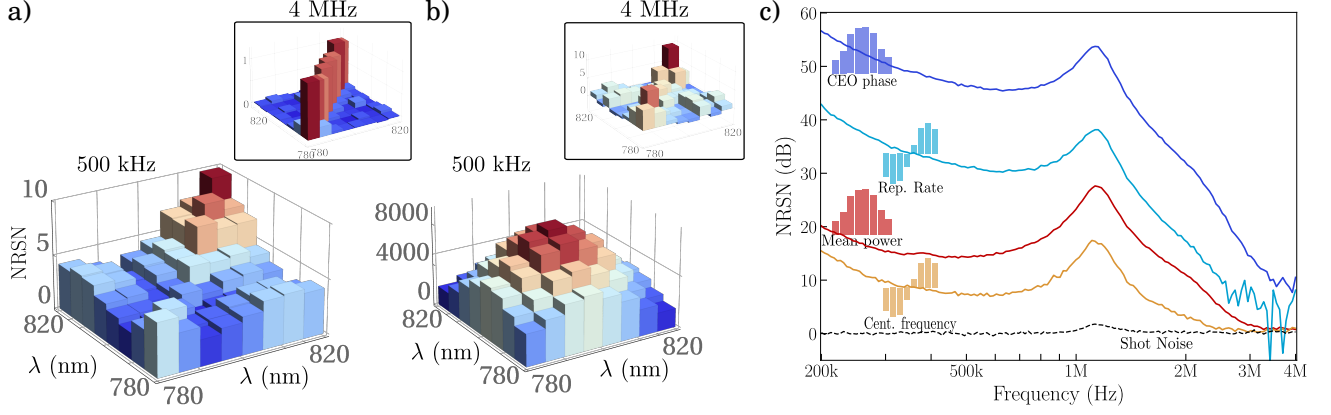 a)
4 MHz
1
0
820
820
780
780
500 kHz
10
5
0
NRSN
820
λ (nm)
780
780
λ (nm)
820
b)
4 MHz
10
5
0
820
820
780
780
500 kHz
8000
4000
0
820
λ (nm)
780
780
λ (nm)
820
c)
60
50
40
30
20
10
0
NRSN (dB)
CEO phase
Rep. Rate
Mean power
Cent. frequency
Shot Noise
200k
500k
1M
2M
3M
4M
Frequency (Hz)